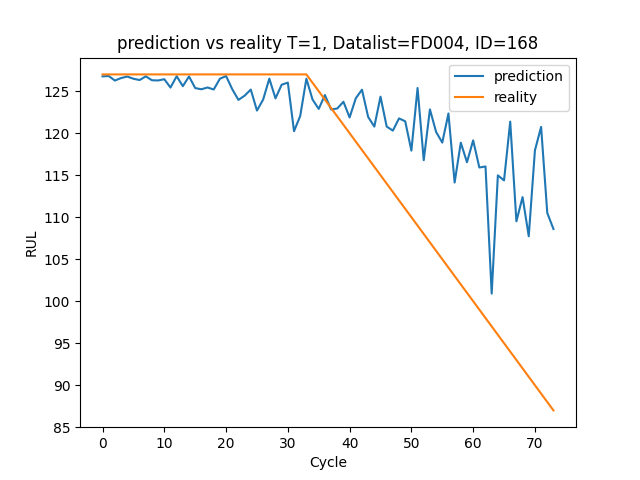 prediction vs reality T=1, Datalist=FD004, ID=168
prediction
reality
RUL
125
120
115
110
105
100
95
90
85
0 10 20 30 40 50 60 70
Cycle